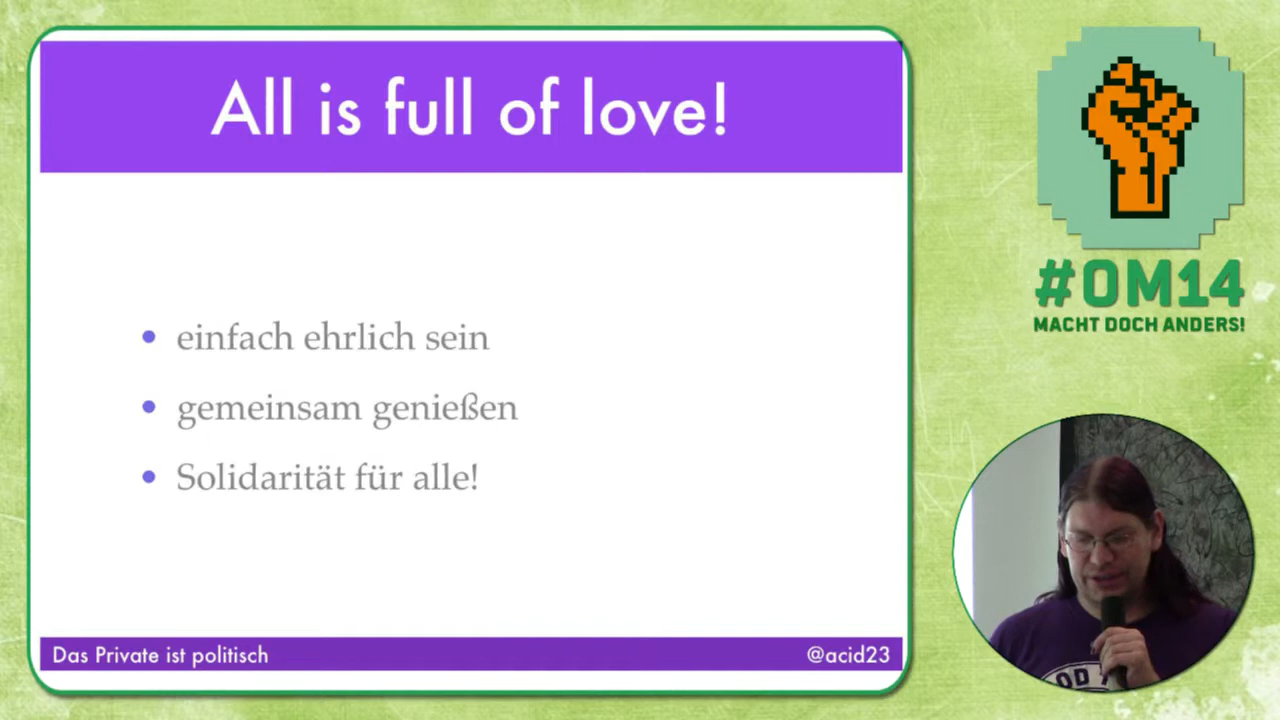 All is full of love!
einfach ehrlich sein
gemeinsam genießen
Solidarität für alle!
Das Private ist politisch
@acid23
#OM14
MACHT DOCH ANDERS!